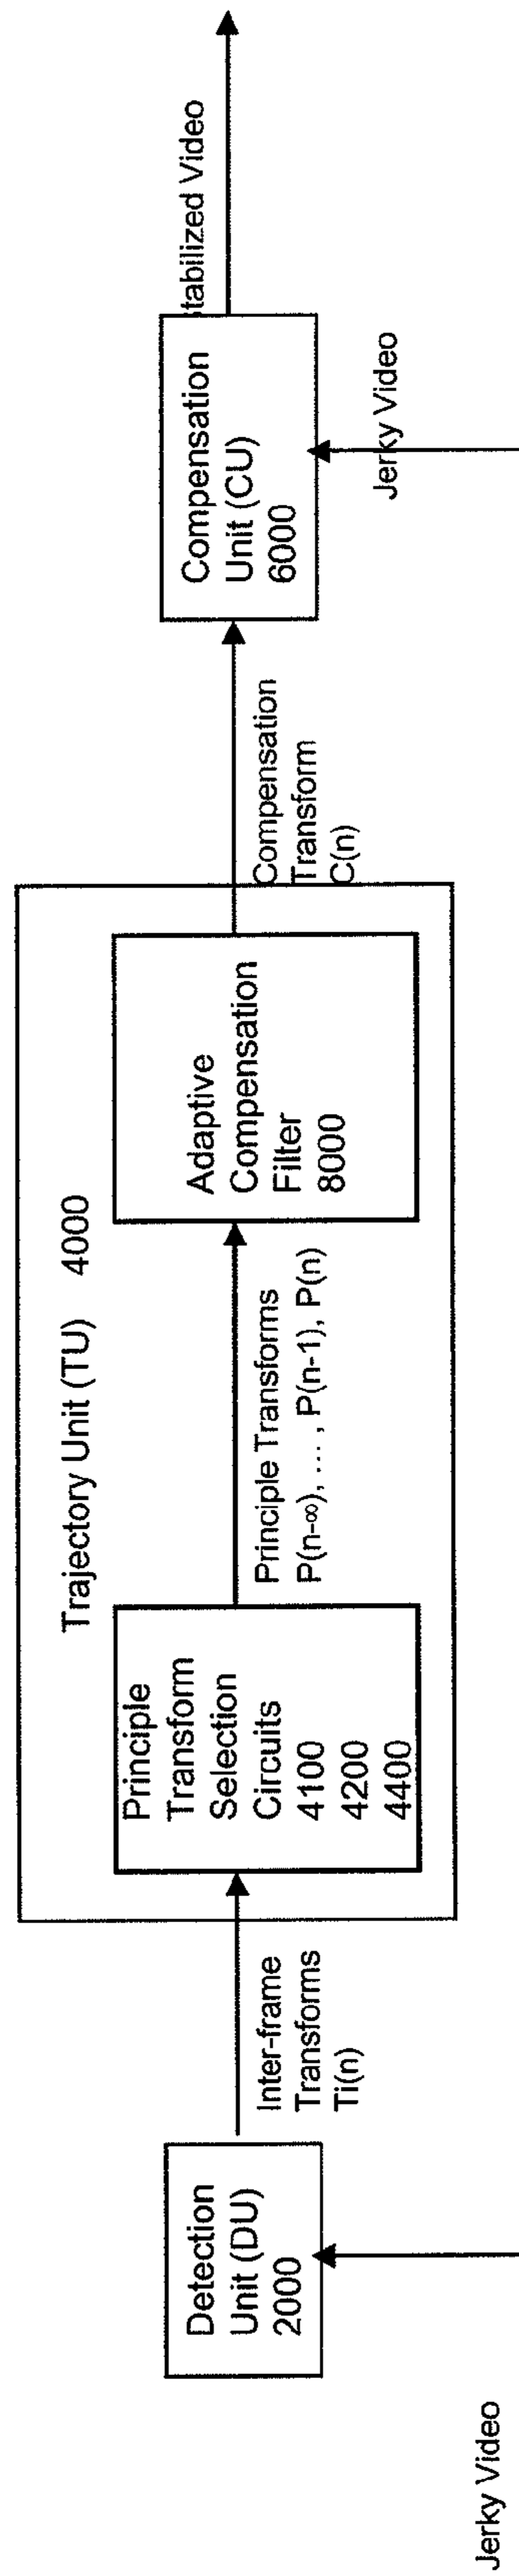 Jerky Video
Detection
Unit (DU)
2000
Inter-frame
Transforms
Ti(n)
Trajectory Unit (TU) 4000
Principle
Transform
Selection
Circuits
4100
4200
4400
Principle Transforms
P(n-∞), ... , P(n-1), P(n)
Adaptive
Compensation
Filter
8000
Compensation
Transform
C(n)
Compensation
Unit (CU)
6000
Jerky Video
tabilized Video